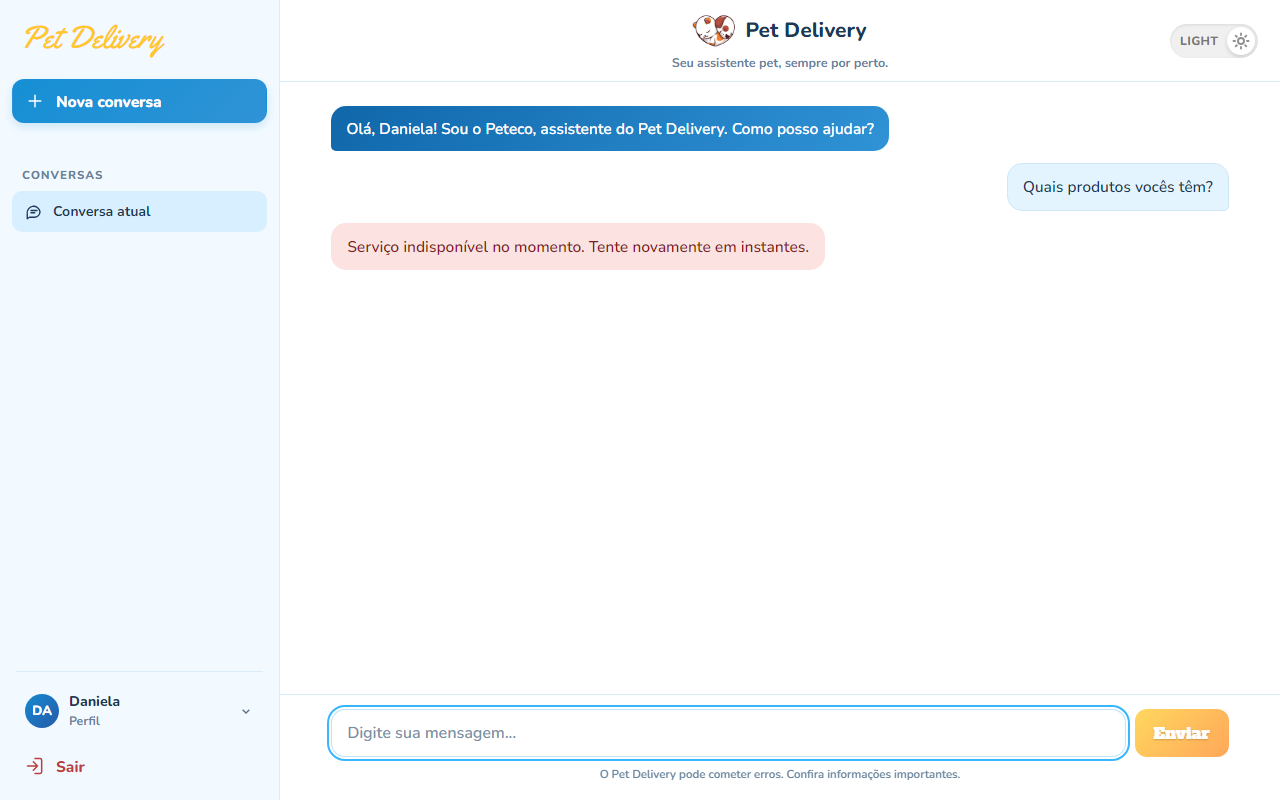 Pet Delivery
Nova conversa
CONVERSAS
Conversa atual
Daniela
DA
Perfil
Sair
Pet Delivery
Seu assistente pet, sempre por perto.
LIGHT
Olá, Daniela! Sou o Peteco, assistente do Pet Delivery. Como posso ajudar?
Quais produtos vocês têm?
Serviço indisponível no momento. Tente novamente em instantes.
Digite sua mensagem...
Enviar
O Pet Delivery pode cometer erros. Confira informações importantes.